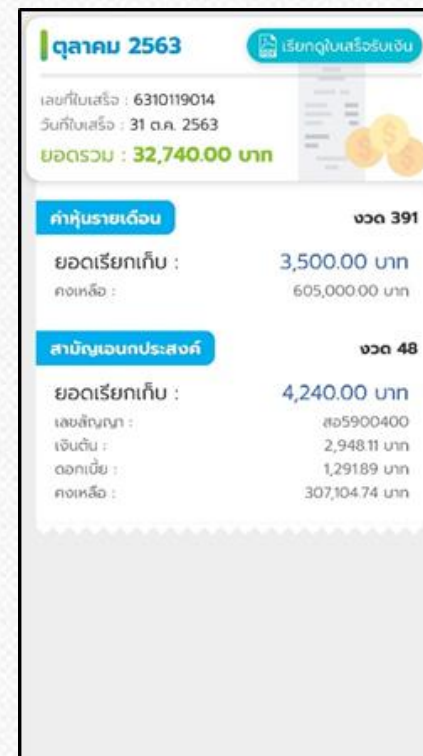 ตุลาคม 2563
เรียกดูใบเสร็จรับเงิน
เลขที่ใบเสร็จ : 6310119014
วันที่ใบเสร็จ : 31 ต.ค. 2563
ยอดรวม : 32,740.00 บาท
ค่าหุ้นรายเดือน งวด 391
ยอดเรียกเก็บ : 3,500.00 บาท
คงเหลือ : 605,000.00 บาท
สามัญเอนกประสงค์ งวด 48
ยอดเรียกเก็บ : 4,240.00 บาท
เลขสัญญา : สอ5900400
เงินต้น : 2,948.11 บาท
ดอกเบี้ย : 1,291.89 บาท
คงเหลือ : 307,104.74 บาท